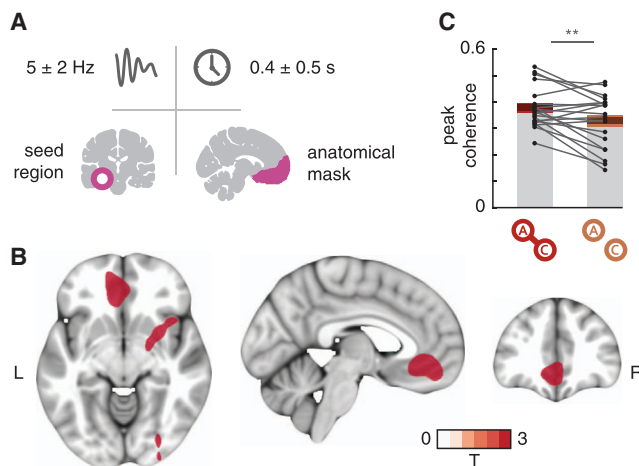 A
5 ± 2 Hz
0.4 ± 0.5 s
seed
region
anatomical
mask
C
**
0.6
peak
coherence
0
A
C
A
C
B
L
R
0
3
T